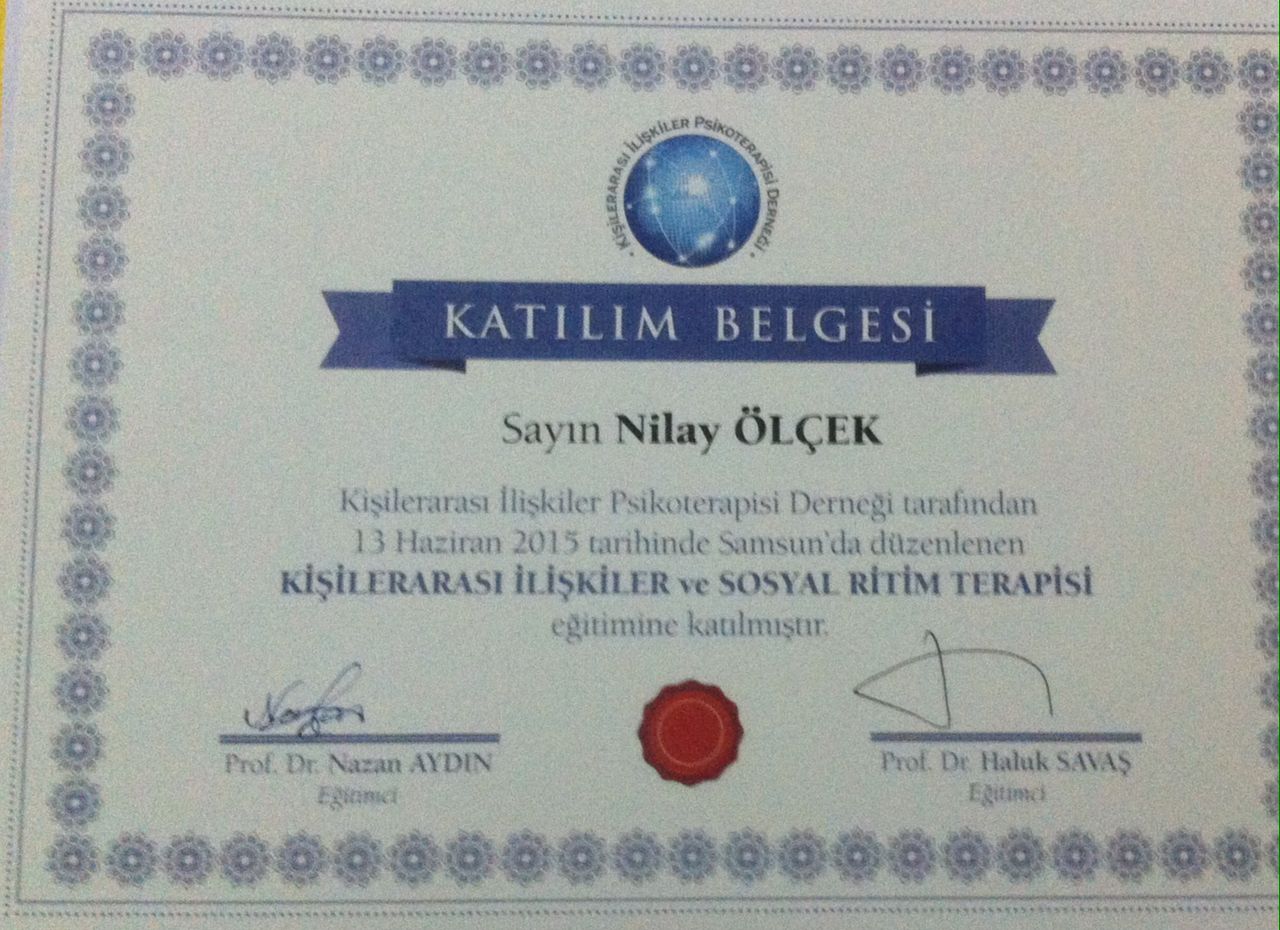 • KİŞİLERARASI İLİŞKİLER PSİKOTERAPİSİ DERNEĞİ •
KATILIM BELGESİ
Sayın Nilay ÖLÇEK
Kişilerarası İlişkiler Psikoterapisi Derneği tarafından
13 Haziran 2015 tarihinde Samsun'da düzenlenen
KİŞİLERARASI İLİŞKİLER ve SOSYAL RİTİM TERAPİSİ
eğitimine katılmıştır.
Prof. Dr. Nazan AYDIN
Eğitimci
Prof. Dr. Haluk SAVAŞ
Eğitimci